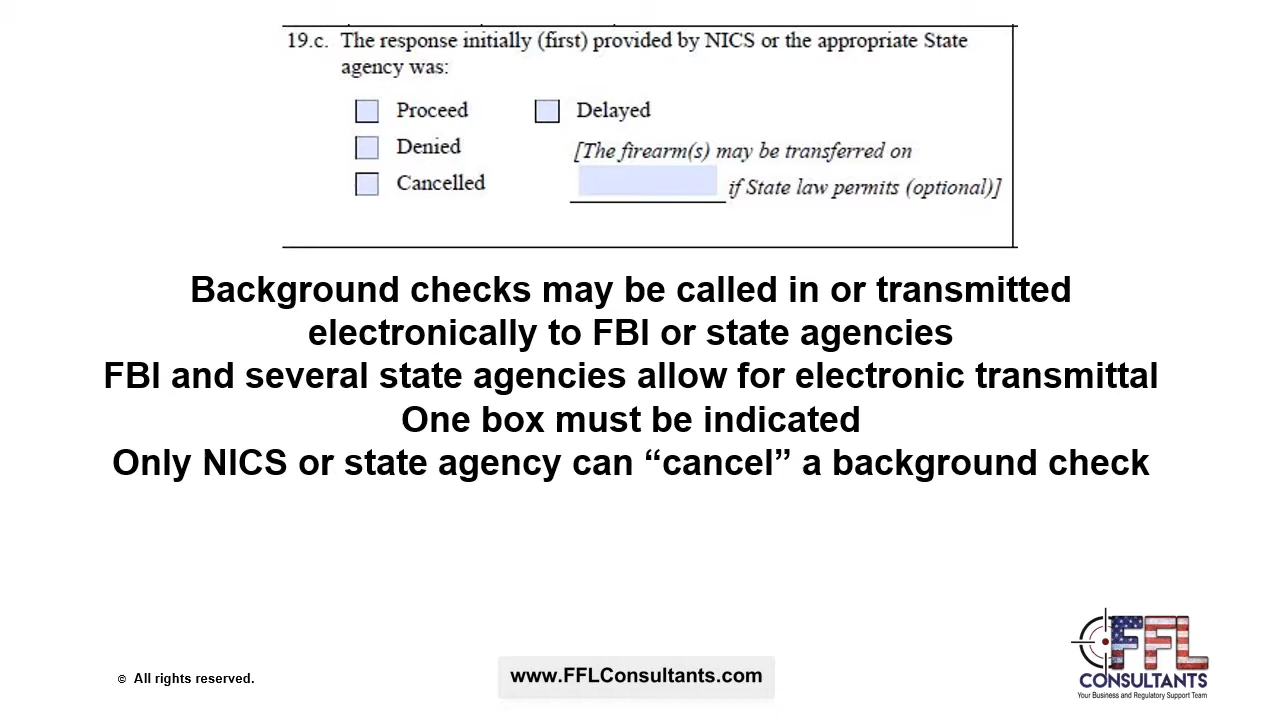 19.c. The response initially (first) provided by NICS or the appropriate State
agency was:
Proceed Delayed
Denied [The firearm(s) may be transferred on
Cancelled if State law permits (optional)]
Background checks may be called in or transmitted
electronically to FBI or state agencies
FBI and several state agencies allow for electronic transmittal
One box must be indicated
Only NICS or state agency can “cancel” a background check
FFL
CONSULTANTS
Your Business and Regulatory Support Team
© All rights reserved.
www.FFLConsultants.com